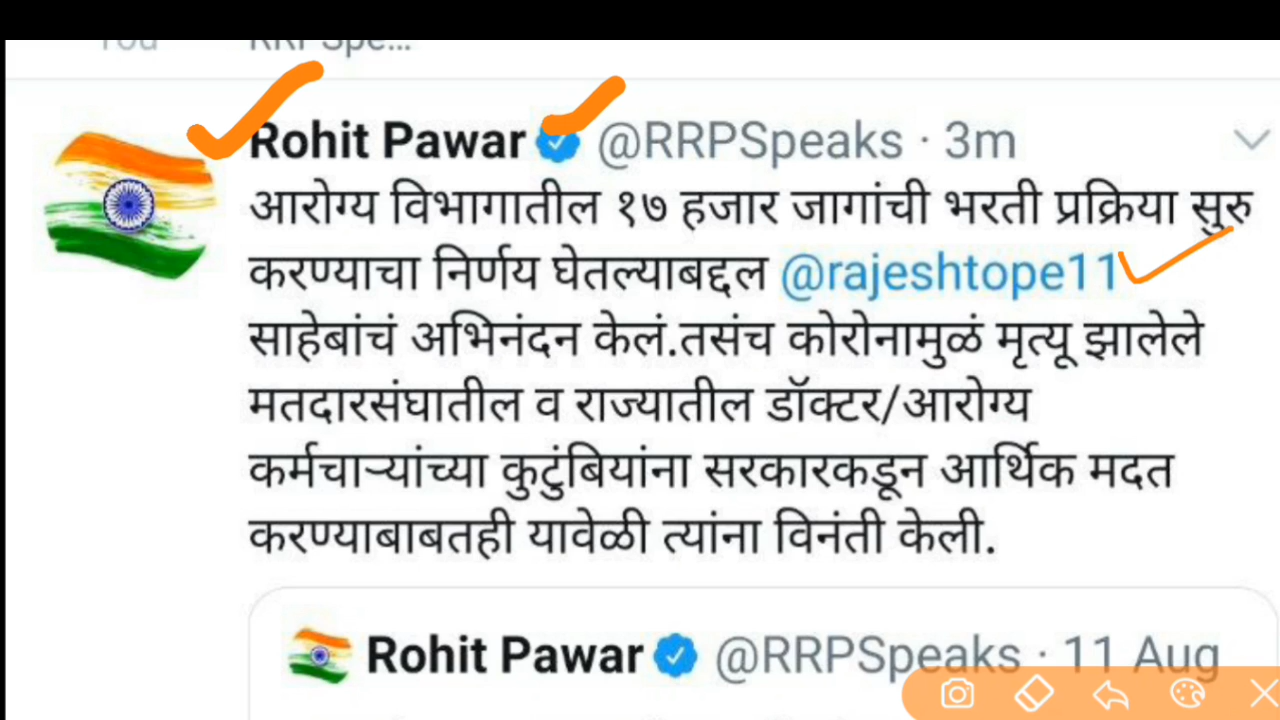 Rohit Pawar @RRPSpeaks · 3m
आरोग्य विभागातील १७ हजार जागांची भरती प्रक्रिया सुरु
करण्याचा निर्णय घेतल्याबद्दल @rajeshtope11
साहेबांचं अभिनंदन केलं.तसंच कोरोनामुळं मृत्यू झालेले
मतदारसंघातील व राज्यातील डॉक्टर/आरोग्य
कर्मचाऱ्यांच्या कुटुंबियांना सरकारकडून आर्थिक मदत
करण्याबाबतही यावेळी त्यांना विनंती केली.
Rohit Pawar @RRPSpeaks · 11 Aug